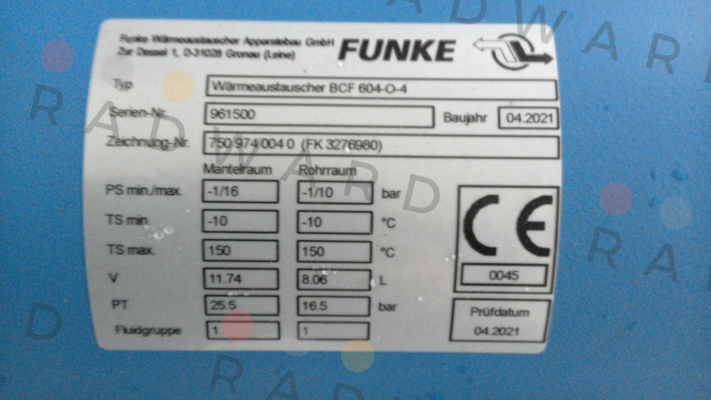 Funke Wärmeaustauscher Apparatebau GmbH
Zur Dessel 1, D-31028 Gronau (Leine)
FUNKE
Typ Wärmeaustauscher BCF 604-O-4
Serien-Nr. 961500 Baujahr 04.2021
Zeichnung-Nr. 750 974 004 0 (FK 3276980)
Mantelraum Rohrraum
PS min./max. -1/16 -1/10 bar
TS min. -10 -10 °C
TS max. 150 150 °C
V 11.74 8.06 L
PT 25.5 16.5 bar
Fluidgruppe 1 1
CE
0045
Prüfdatum
04.2021
RADWARD
RADWARD
RADWARD